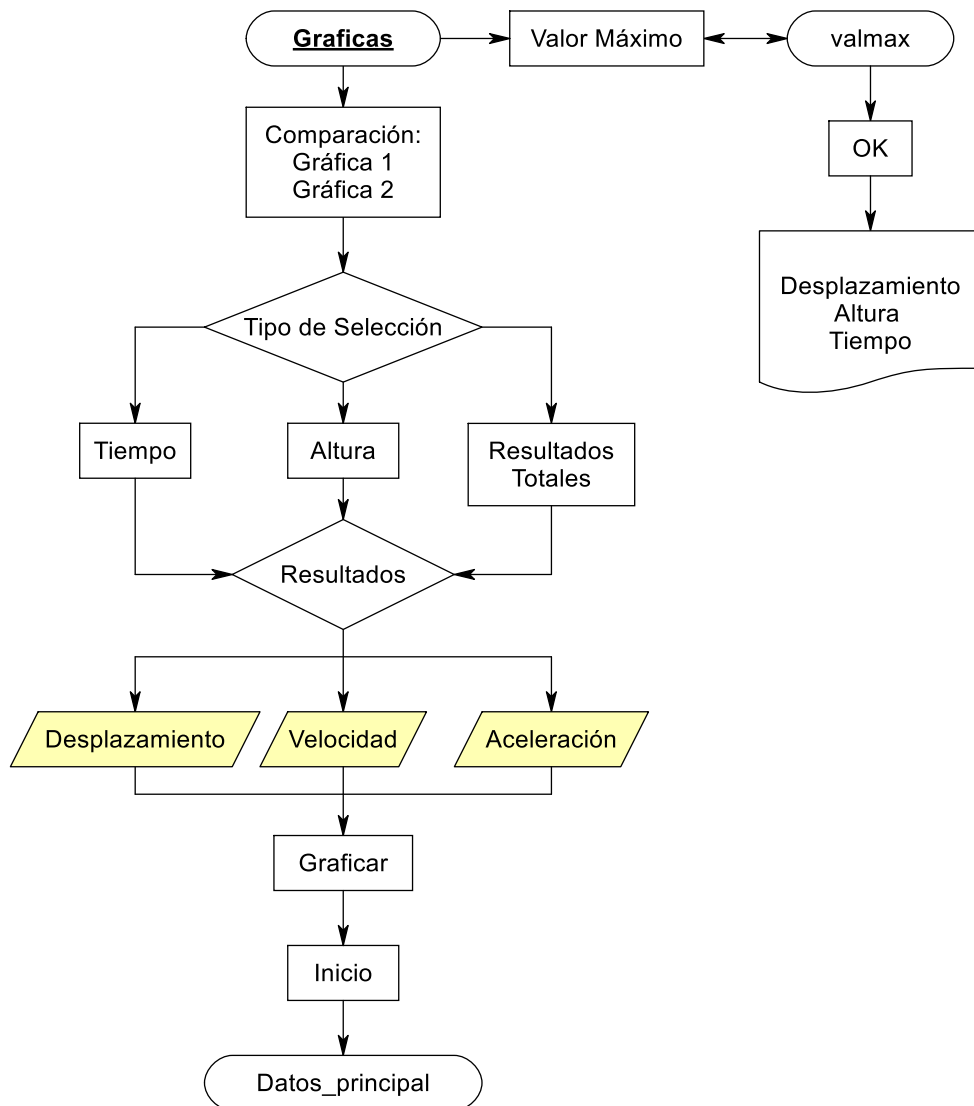 Graficas
Valor Máximo
valmax
Comparación:
Gráfica 1
Gráfica 2
OK
Desplazamiento
Altura
Tiempo
Tipo de Selección
Tiempo
Altura
Resultados
Totales
Resultados
Desplazamiento
Velocidad
Aceleración
Graficar
Inicio
Datos_principal